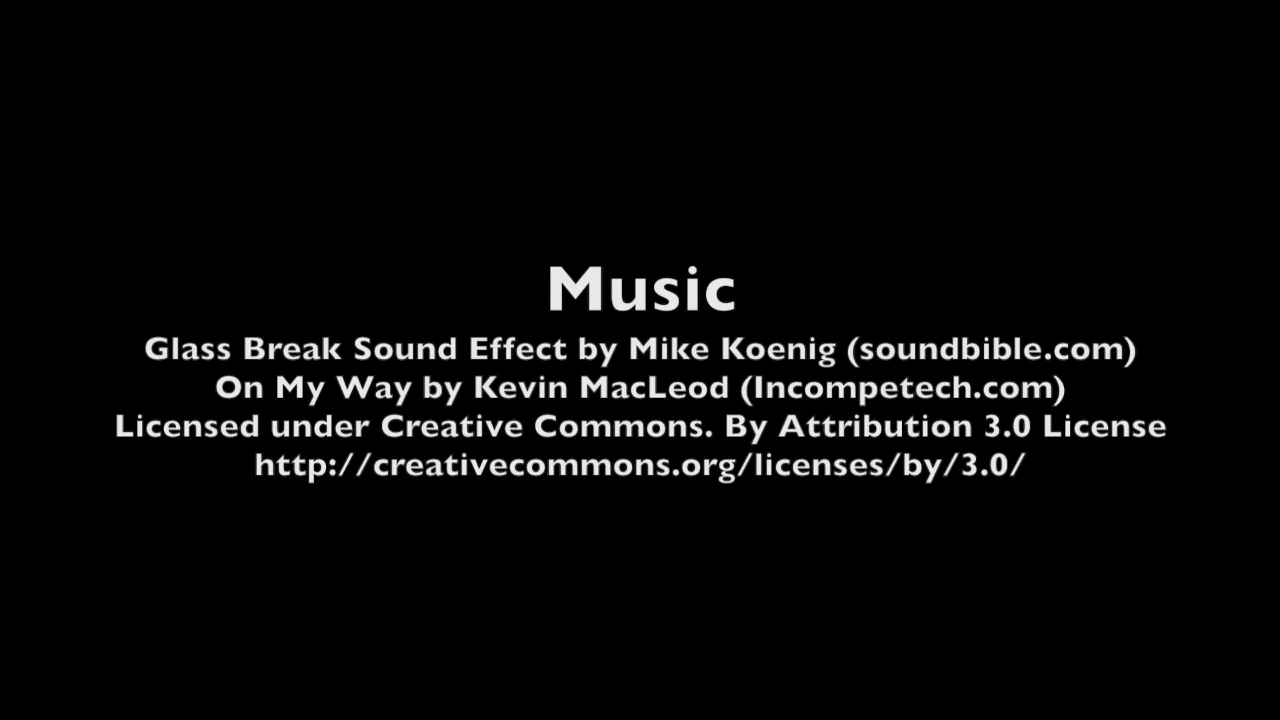 Music
Glass Break Sound Effect by Mike Koenig (soundbible.com)
On My Way by Kevin MacLeod (Incompetech.com)
Licensed under Creative Commons. By Attribution 3.0 License
http://creativecommons.org/licenses/by/3.0/